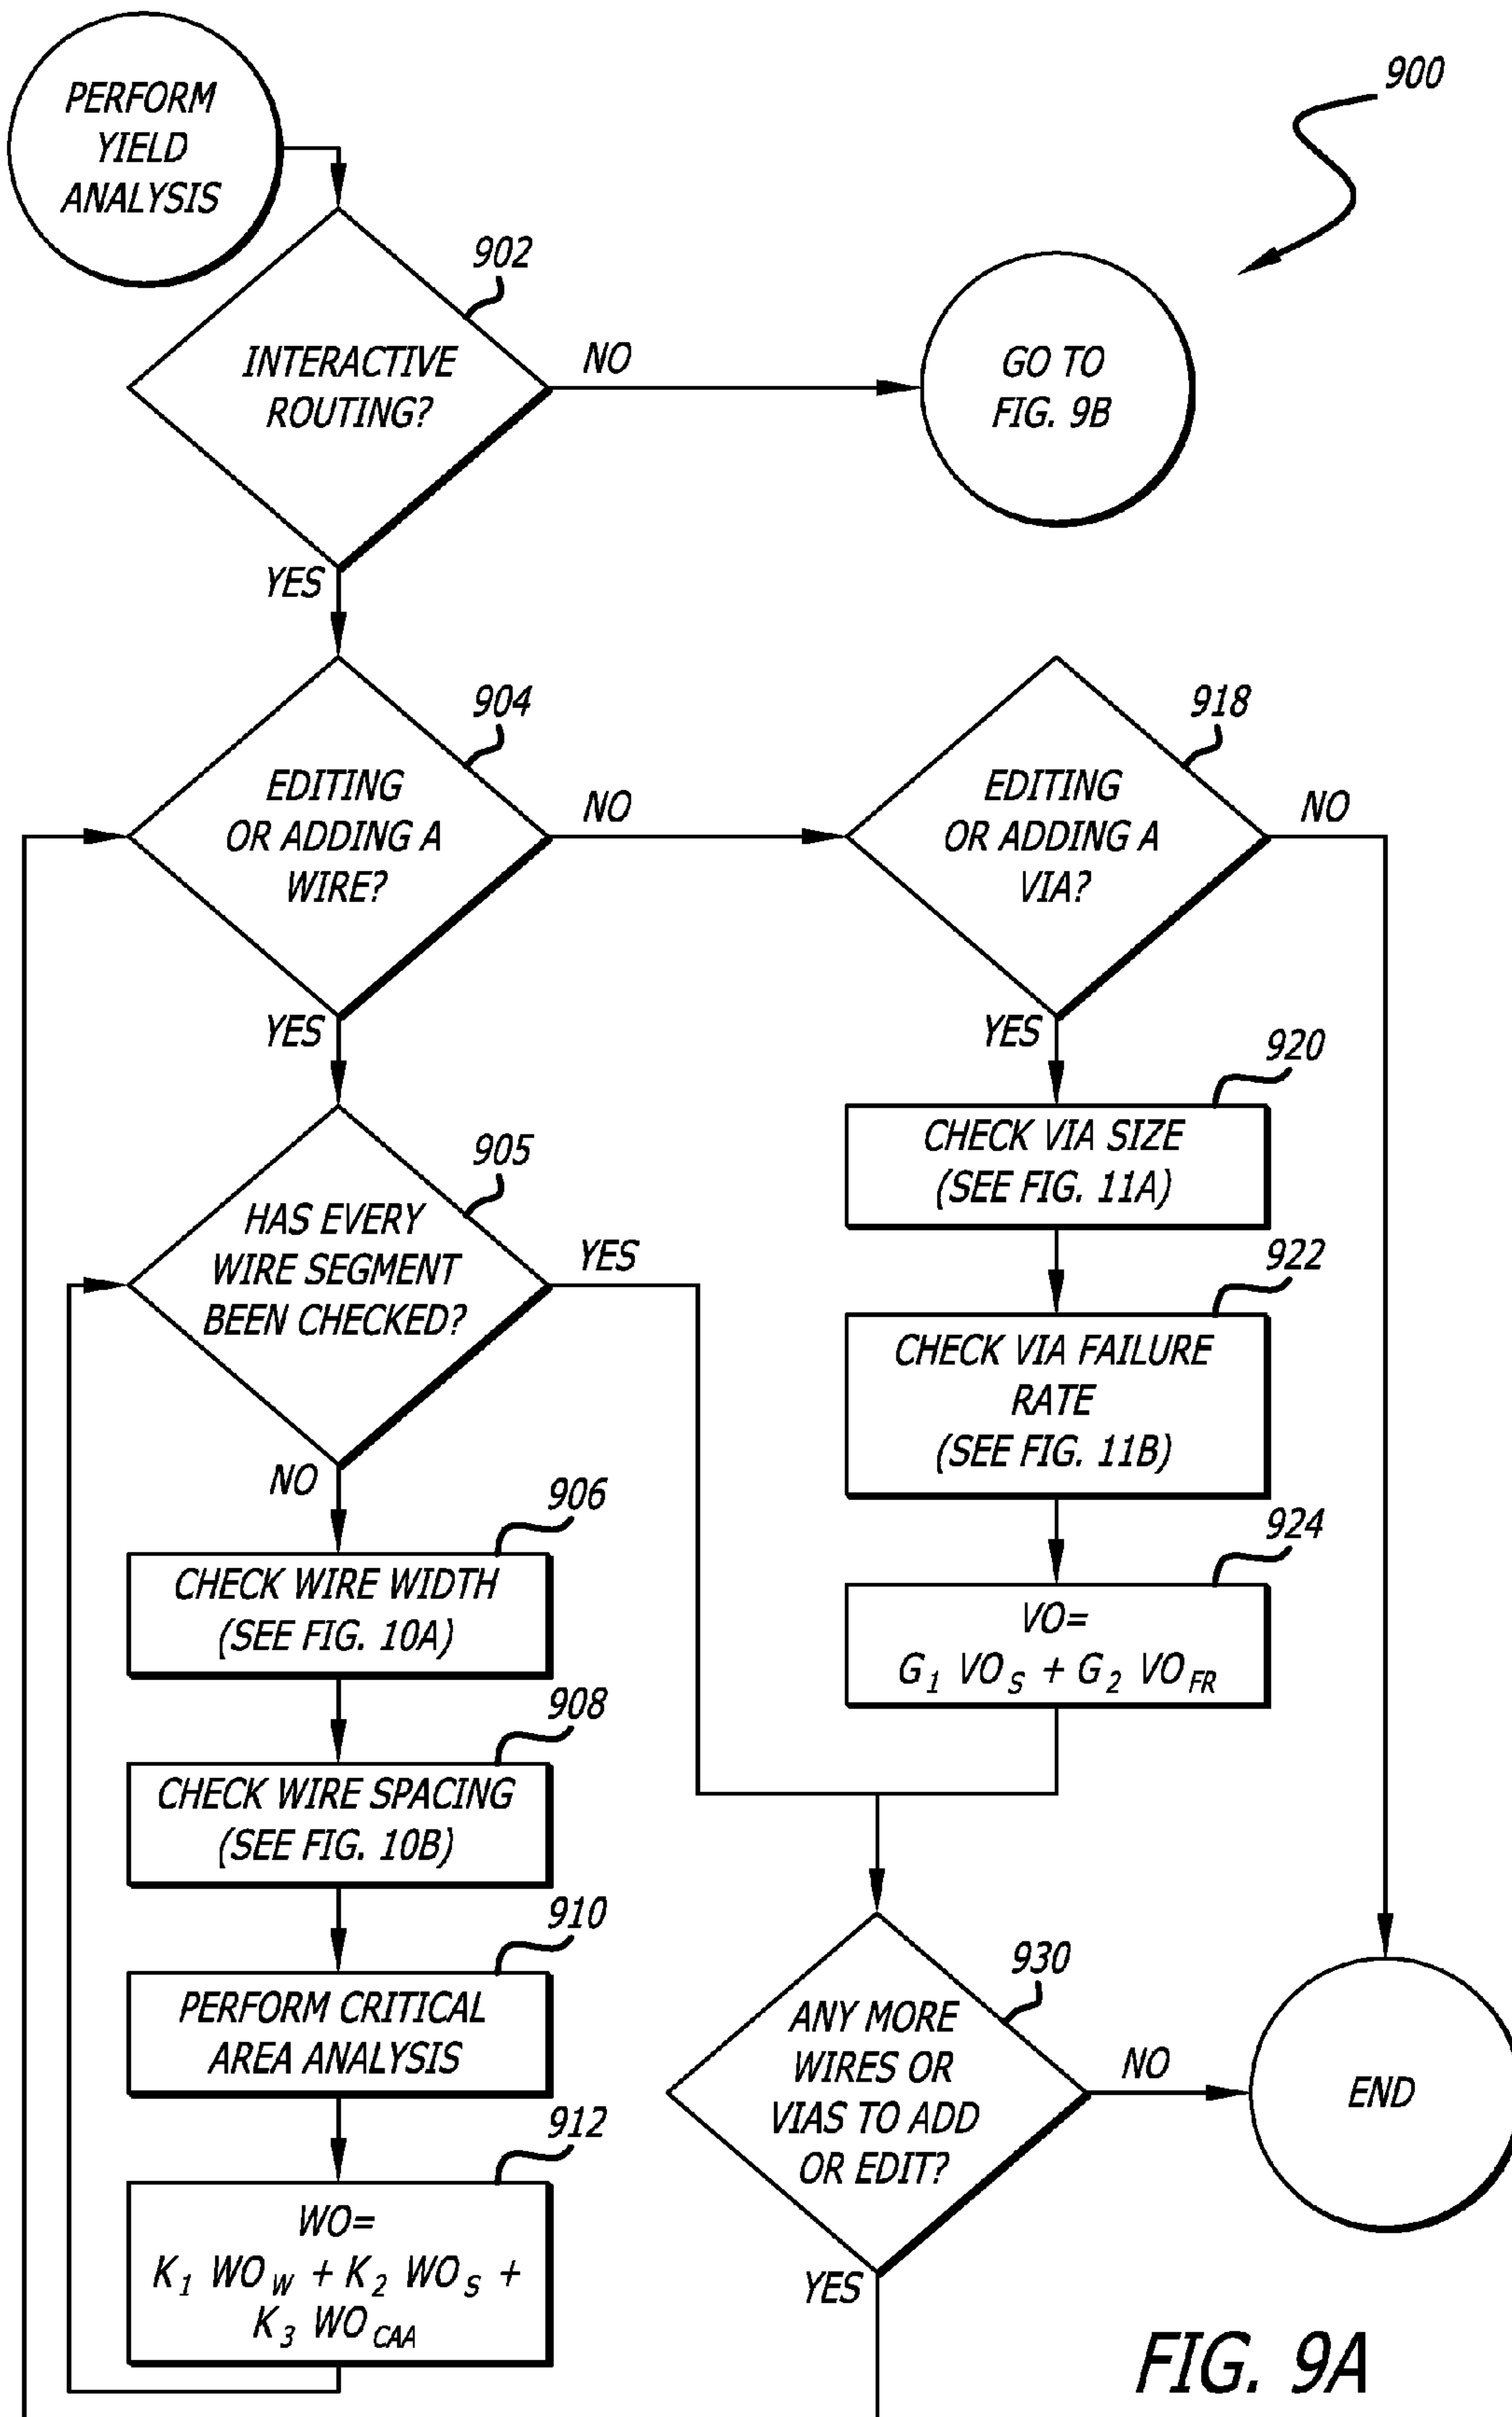 PERFORM
YIELD
ANALYSIS
900
902
INTERACTIVE
ROUTING?
NO
GO TO
FIG. 9B
YES
904
EDITING
OR ADDING A
WIRE?
NO
918
EDITING
OR ADDING A
VIA?
NO
YES
YES
920
CHECK VIA SIZE
(SEE FIG. 11A)
905
HAS EVERY
WIRE SEGMENT
BEEN CHECKED?
YES
922
CHECK VIA FAILURE
RATE
(SEE FIG. 11B)
NO
906
CHECK WIRE WIDTH
(SEE FIG. 10A)
924
VO=
G1 VOS + G2 VOFR
908
CHECK WIRE SPACING
(SEE FIG. 10B)
910
PERFORM CRITICAL
AREA ANALYSIS
930
ANY MORE
WIRES OR
VIAS TO ADD
OR EDIT?
NO
END
912
WO=
K1 WOW + K2 WOS +
K3 WOCAA
YES
FIG. 9A